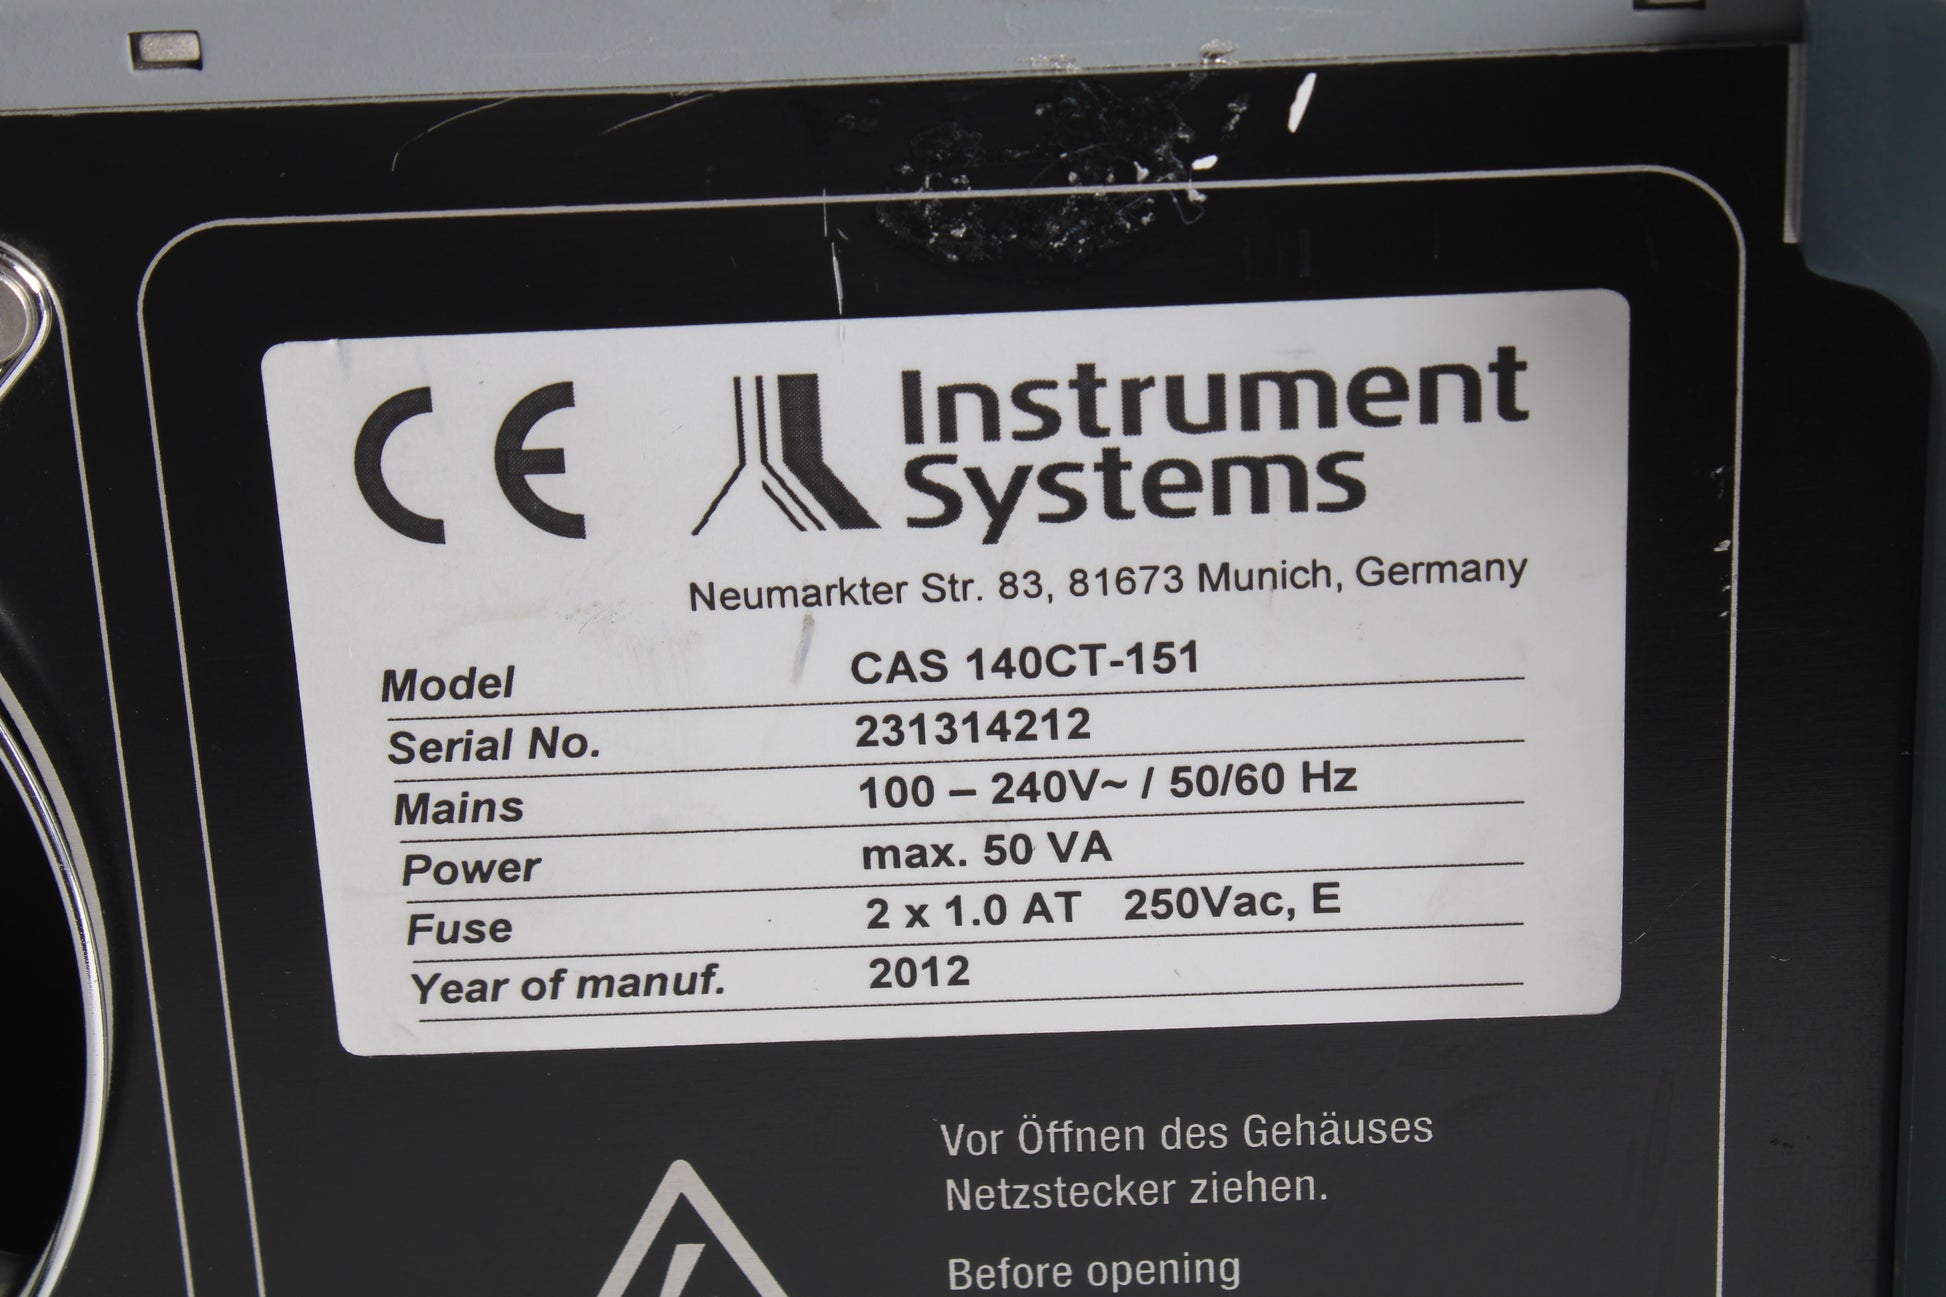 CE
Instrument
Systems
Neumarkter Str. 83, 81673 Munich, Germany
Model CAS 140CT-151
Serial No. 231314212
Mains 100 – 240V~ / 50/60 Hz
Power max. 50 VA
Fuse 2 x 1.0 AT 250Vac, E
Year of manuf. 2012
Vor Öffnen des Gehäuses
Netzstecker ziehen.
Before opening